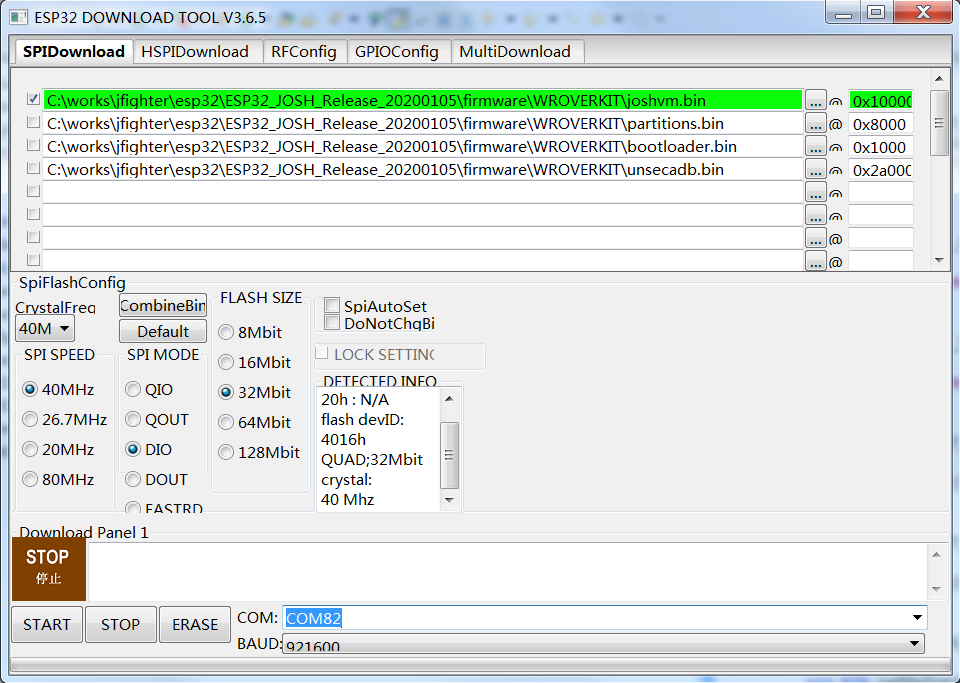 ESP32 DOWNLOAD TOOL V3.6.5
SPIDownload HSPIDownload RFConfig GPIOConfig MultiDownload
C:\works\jfighter\esp32\ESP32_JOSH_Release_20200105\firmware\WROVERKIT\joshvm.bin ... @ 0x10000
C:\works\jfighter\esp32\ESP32_JOSH_Release_20200105\firmware\WROVERKIT\partitions.bin ... @ 0x8000
C:\works\jfighter\esp32\ESP32_JOSH_Release_20200105\firmware\WROVERKIT\bootloader.bin ... @ 0x1000
C:\works\jfighter\esp32\ESP32_JOSH_Release_20200105\firmware\WROVERKIT\unsecadb.bin ... @ 0x2a000
... @
... @
... @
... @
SpiFlashConfig
CrystalFreq
40M
CombineBin
Default
SPI SPEED
40MHz
26.7MHz
20MHz
80MHz
SPI MODE
QIO
QOUT
DIO
DOUT
FASTRD
FLASH SIZE
8Mbit
16Mbit
32Mbit
64Mbit
128Mbit
SpiAutoSet
DoNotChgBi
LOCK SETTING
DETECTED INFO
20h : N/A
flash devID:
4016h
QUAD;32Mbit
crystal:
40 Mhz
Download Panel 1
STOP
停止
START STOP ERASE
COM: COM82
BAUD: 921600